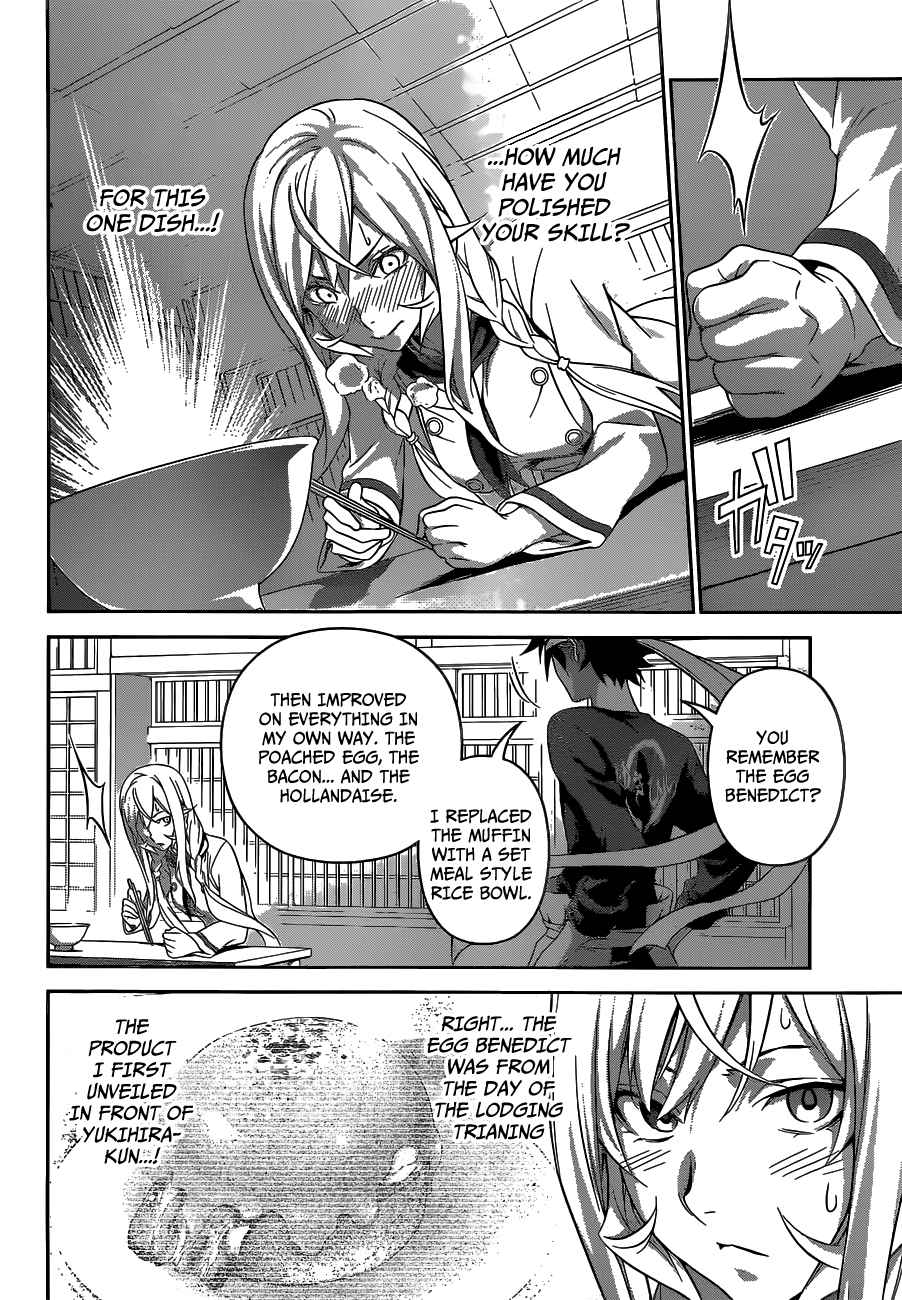 ガタッ
...HOW MUCH
HAVE YOU
POLISHED
YOUR SKILL?
FOR THIS
ONE DISH...!
YOU
REMEMBER
THE EGG
BENEDICT?
THEN IMPROVED
ON EVERYTHING IN
MY OWN WAY. THE
POACHED EGG, THE
BACON... AND THE
HOLLANDAISE.
I REPLACED
THE MUFFIN
WITH A SET
MEAL STYLE
RICE BOWL.
RIGHT... THE
EGG BENEDICT
WAS FROM
THE DAY OF
THE LODGING
TRIANING
THE
PRODUCT
I FIRST
UNVEILED
IN FRONT OF
YUKIHIRA-
KUN...!